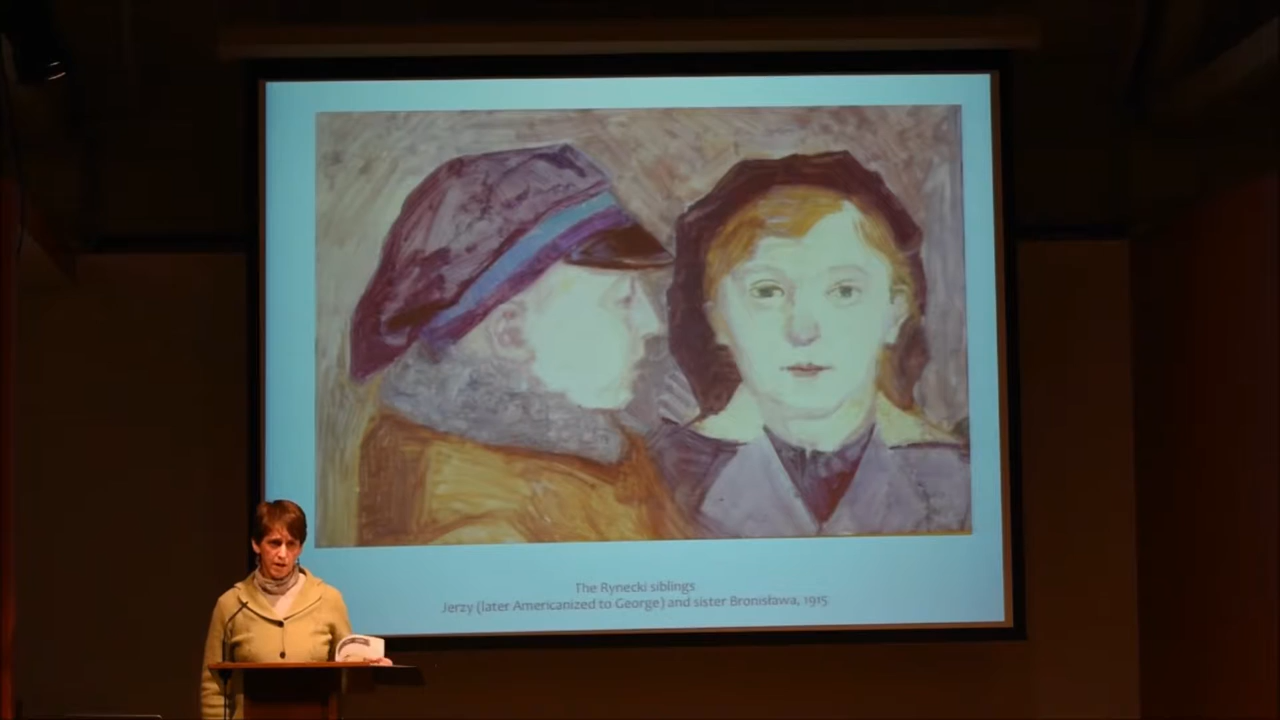 The Rynecki siblings
Jerzy (later Americanized to George) and sister Bronisława, 1915